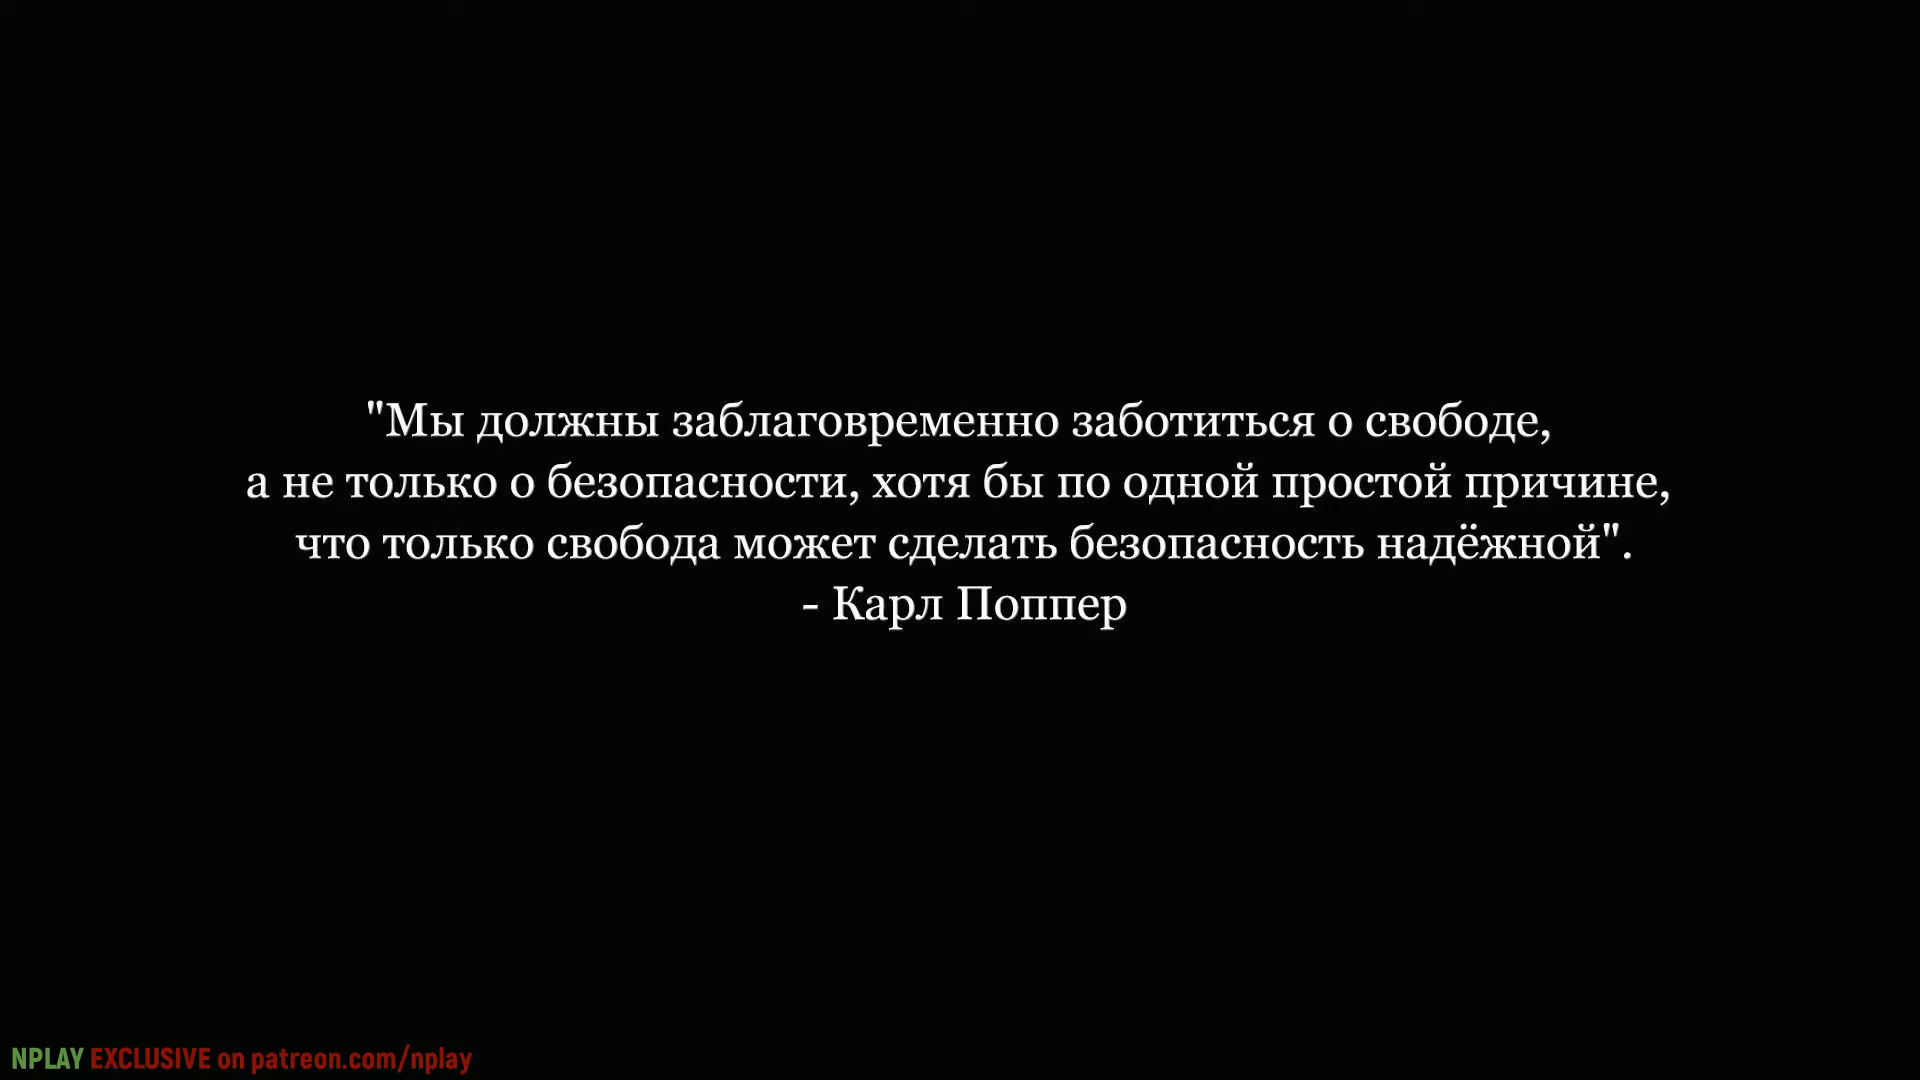 "Мы должны заблаговременно заботиться о свободе,
а не только о безопасности, хотя бы по одной простой причине,
что только свобода может сделать безопасность надёжной".
- Карл Поппер
NPLAY EXCLUSIVE on patreon.com/nplay